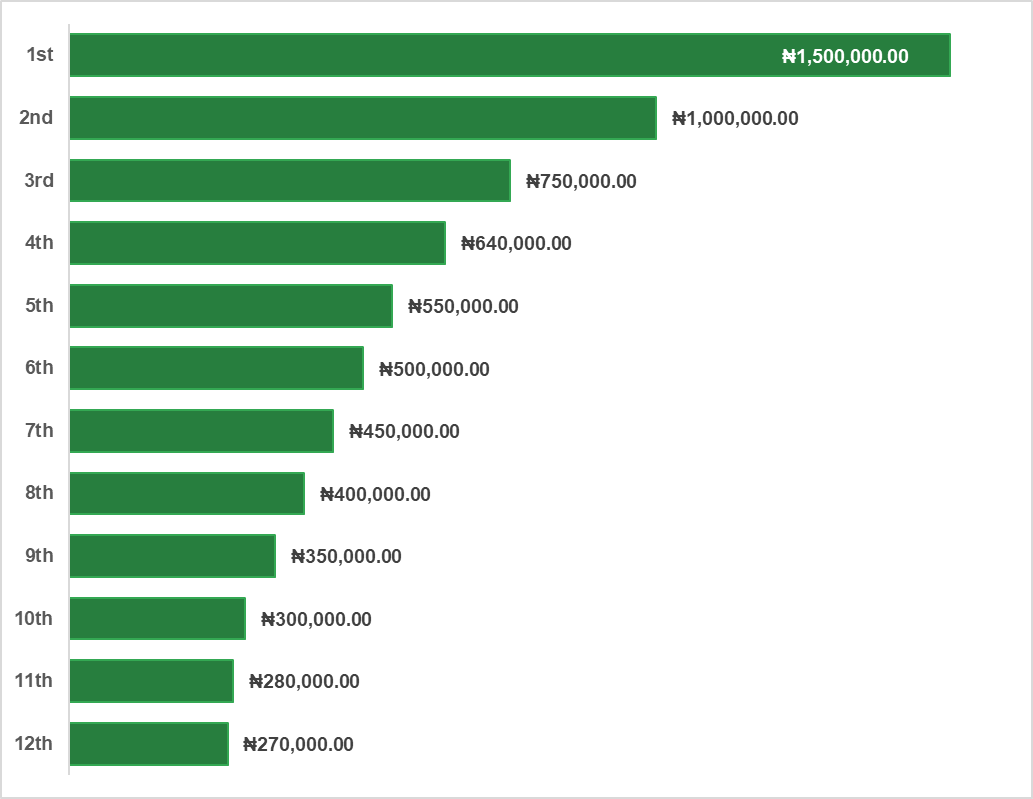 1st ₦1,500,000.00
2nd ₦1,000,000.00
3rd ₦750,000.00
4th ₦640,000.00
5th ₦550,000.00
6th ₦500,000.00
7th ₦450,000.00
8th ₦400,000.00
9th ₦350,000.00
10th ₦300,000.00
11th ₦280,000.00
12th ₦270,000.00